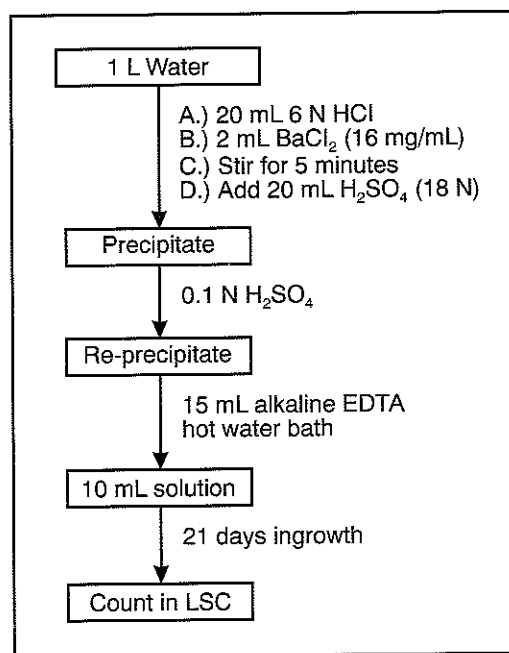 1 L Water
A.) 20 mL 6 N HCl
B.) 2 mL BaCl₂ (16 mg/mL)
C.) Stir for 5 minutes
D.) Add 20 mL H₂SO₄ (18 N)
Precipitate
0.1 N H₂SO₄
Re-precipitate
15 mL alkaline EDTA
hot water bath
10 mL solution
21 days ingrowth
Count in LSC